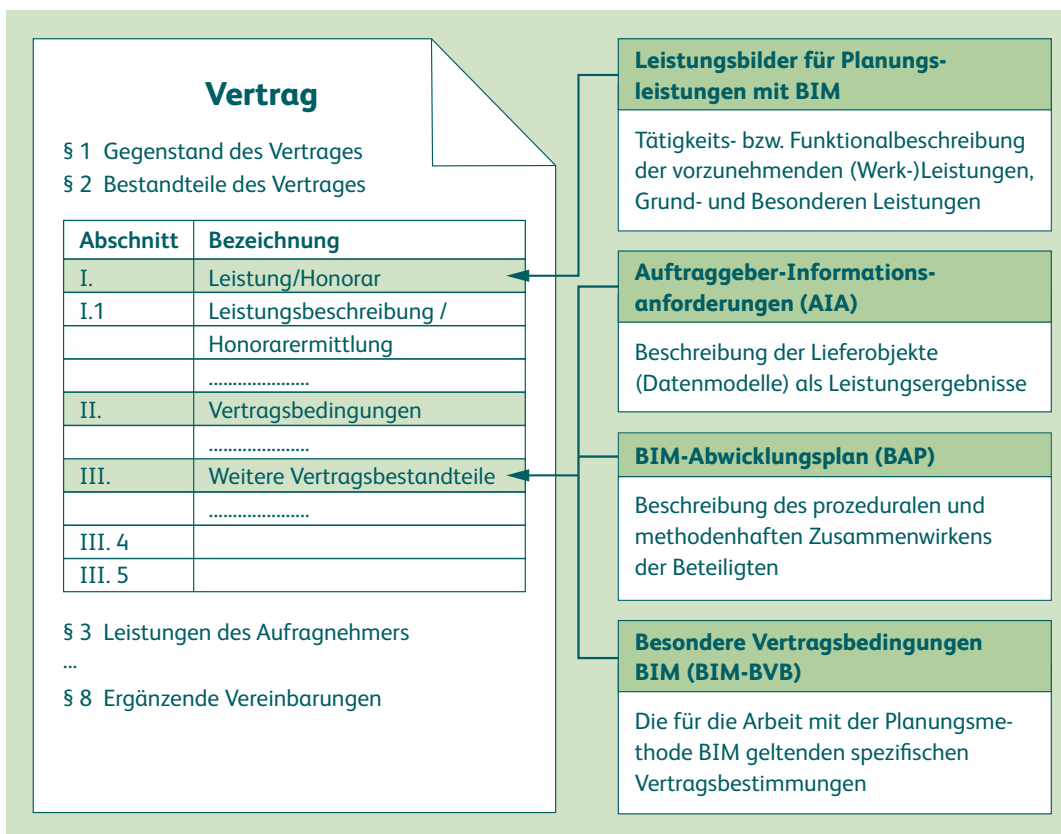 Vertrag
§ 1 Gegenstand des Vertrages
§ 2 Bestandteile des Vertrages
Abschnitt Bezeichnung
I. Leistung/Honorar
I.1 Leistungsbeschreibung /
Honorarermittlung
.....................
II. Vertragsbedingungen
.....................
III. Weitere Vertragsbestandteile
.....................
III. 4
III. 5
§ 3 Leistungen des Aufragnehmers
...
§ 8 Ergänzende Vereinbarungen
Leistungsbilder für Planungs-
leistungen mit BIM
Tätigkeits- bzw. Funktionalbeschreibung
der vorzunehmenden (Werk-)Leistungen,
Grund- und Besonderen Leistungen
Auftraggeber-Informations-
anforderungen (AIA)
Beschreibung der Lieferobjekte
(Datenmodelle) als Leistungsergebnisse
BIM-Abwicklungsplan (BAP)
Beschreibung des prozeduralen und
methodenhaften Zusammenwirkens
der Beteiligten
Besondere Vertragsbedingungen
BIM (BIM-BVB)
Die für die Arbeit mit der Planungsme-
thode BIM geltenden spezifischen
Vertragsbestimmungen